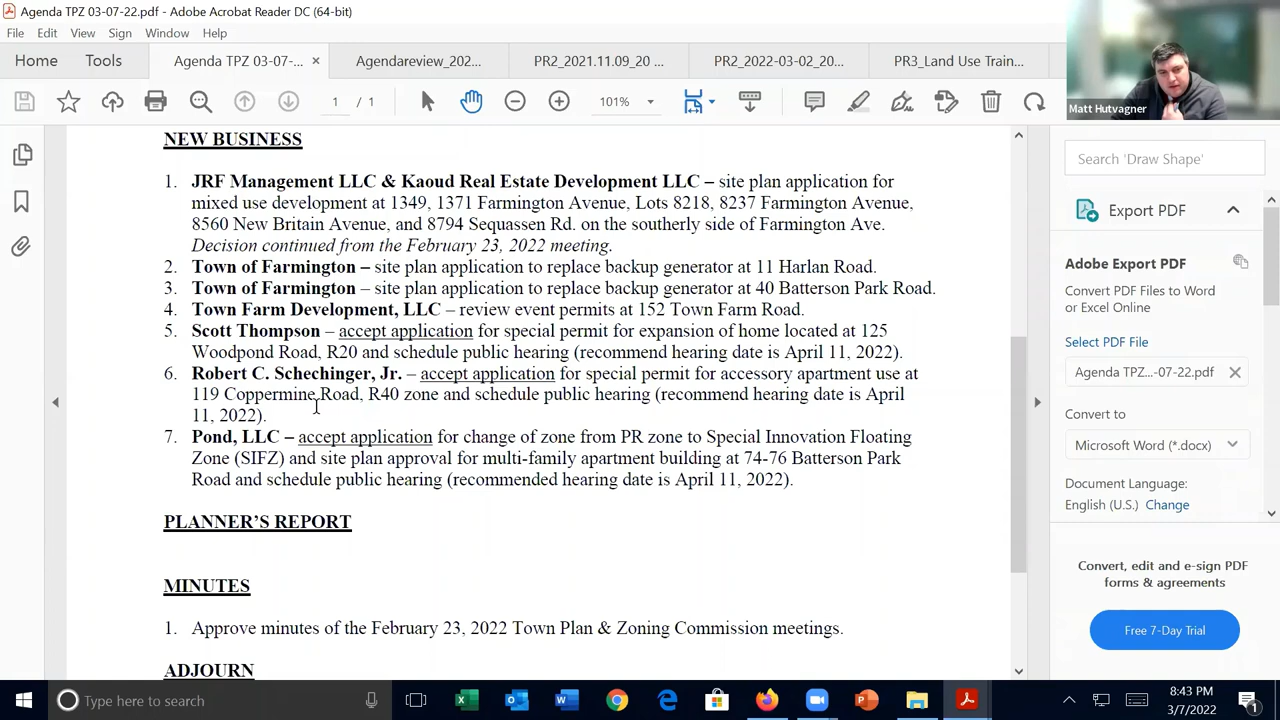 Agenda TPZ 03-07-22.pdf - Adobe Acrobat Reader DC (64-bit)
File Edit View Sign Window Help
Home Tools Agenda TPZ 03-07-... × Agendareview_202... PR2_2021.11.09_20 ... PR2_2022-03-02_20... PR3_Land Use Train...
1 / 1 101%
Matt Hutvagner
NEW BUSINESS
1. JRF Management LLC & Kaoud Real Estate Development LLC – site plan application for
mixed use development at 1349, 1371 Farmington Avenue, Lots 8218, 8237 Farmington Avenue,
8560 New Britain Avenue, and 8794 Sequassen Rd. on the southerly side of Farmington Ave.
Decision continued from the February 23, 2022 meeting.
2. Town of Farmington – site plan application to replace backup generator at 11 Harlan Road.
3. Town of Farmington – site plan application to replace backup generator at 40 Batterson Park Road.
4. Town Farm Development, LLC – review event permits at 152 Town Farm Road.
5. Scott Thompson – accept application for special permit for expansion of home located at 125
Woodpond Road, R20 and schedule public hearing (recommend hearing date is April 11, 2022).
6. Robert C. Schechinger, Jr. – accept application for special permit for accessory apartment use at
119 Coppermine Road, R40 zone and schedule public hearing (recommend hearing date is April
11, 2022).
7. Pond, LLC – accept application for change of zone from PR zone to Special Innovation Floating
Zone (SIFZ) and site plan approval for multi-family apartment building at 74-76 Batterson Park
Road and schedule public hearing (recommended hearing date is April 11, 2022).
PLANNER'S REPORT
MINUTES
1. Approve minutes of the February 23, 2022 Town Plan & Zoning Commission meetings.
ADJOURN
Search 'Draw Shape'
Export PDF
Adobe Export PDF
Convert PDF Files to Word
or Excel Online
Select PDF File
Agenda TPZ...-07-22.pdf
Convert to
Microsoft Word (*.docx)
Document Language:
English (U.S.) Change
Convert, edit and e-sign PDF
forms & agreements
Free 7-Day Trial
Type here to search
8:43 PM
3/7/2022
1